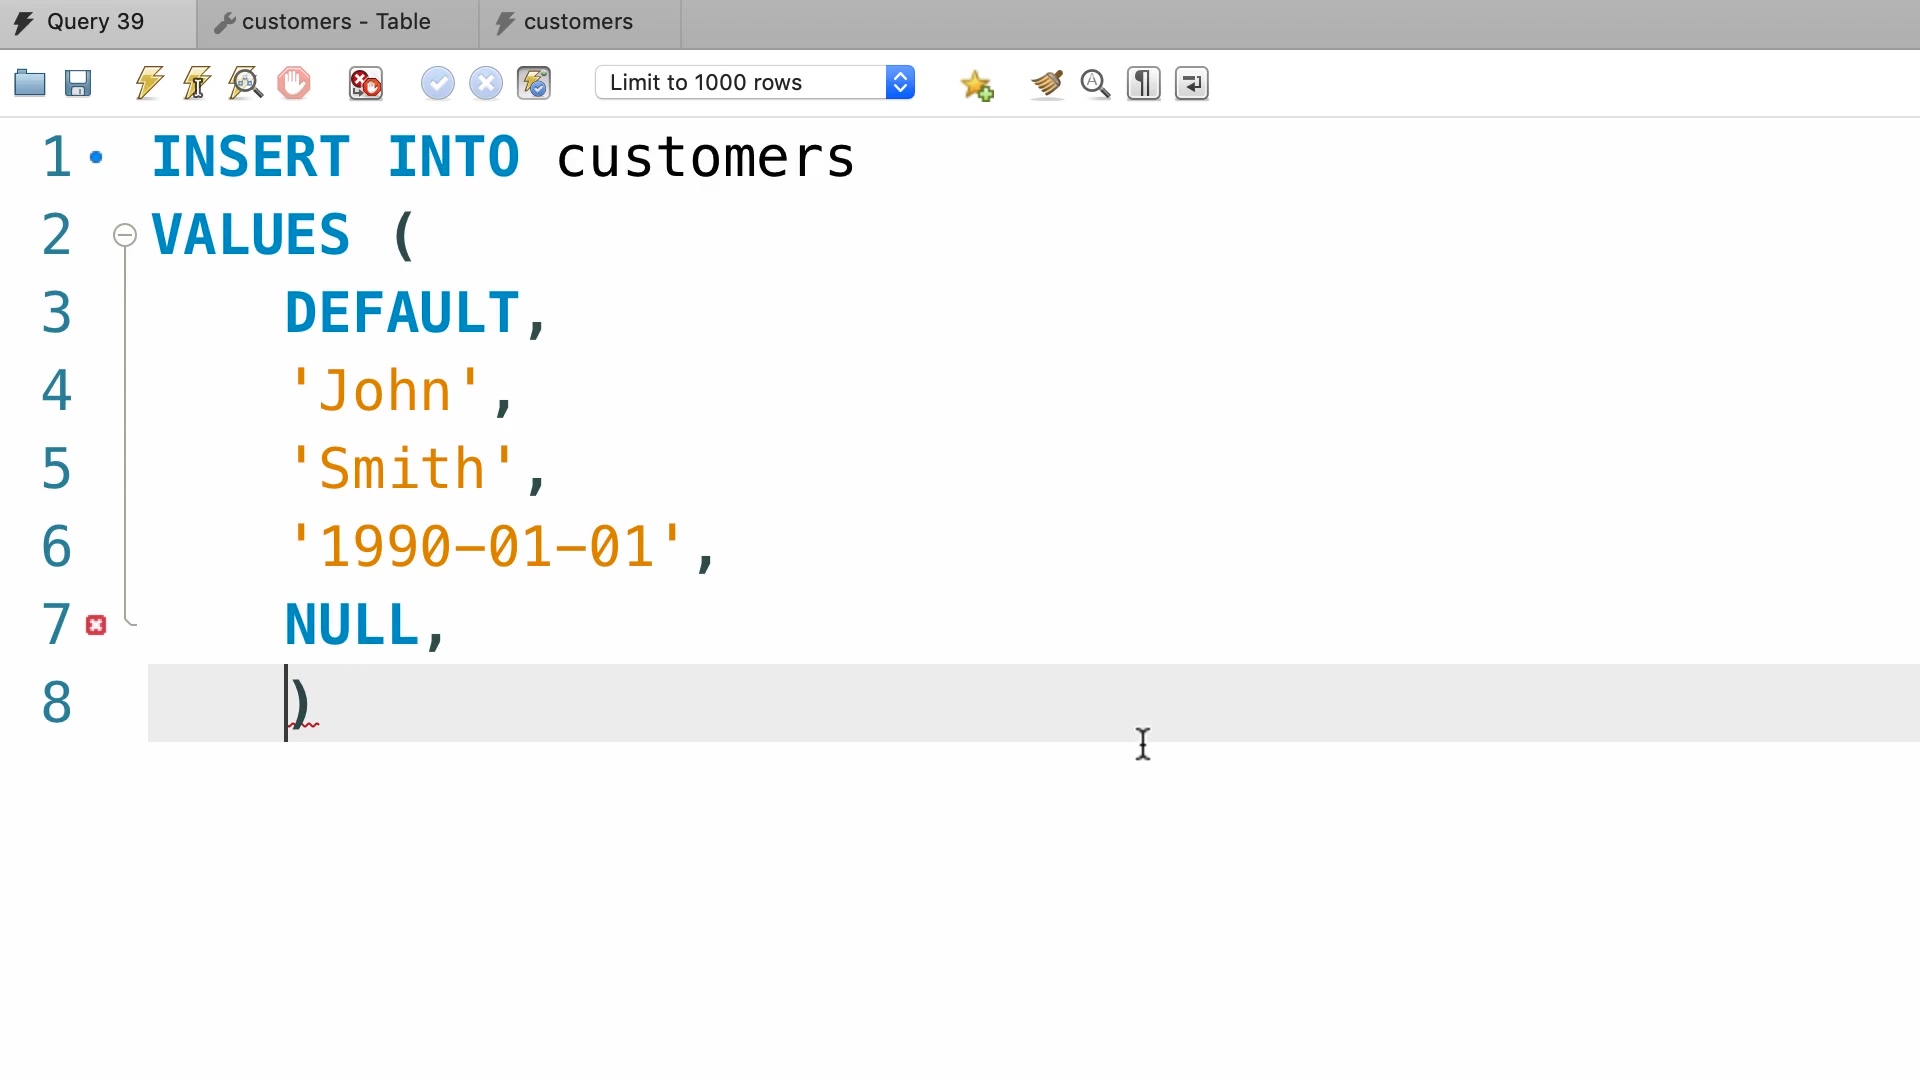 Query 39 customers - Table customers
Limit to 1000 rows
1 INSERT INTO customers
2 VALUES (
3 DEFAULT,
4 'John',
5 'Smith',
6 '1990-01-01',
7 NULL,
8 )